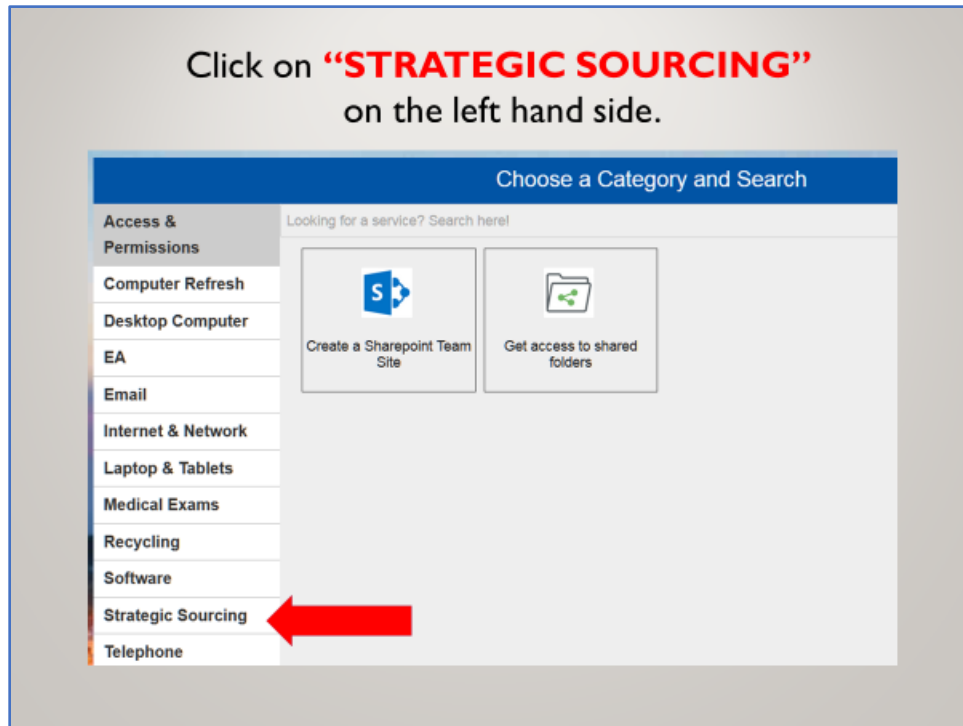 Click on “STRATEGIC SOURCING”
on the left hand side.
Choose a Category and Search
Access &
Permissions
Looking for a service? Search here!
Computer Refresh
Desktop Computer
EA
Email
Internet & Network
Laptop & Tablets
Medical Exams
Recycling
Software
Strategic Sourcing
Telephone
S
Create a Sharepoint Team
Site
Get access to shared
folders